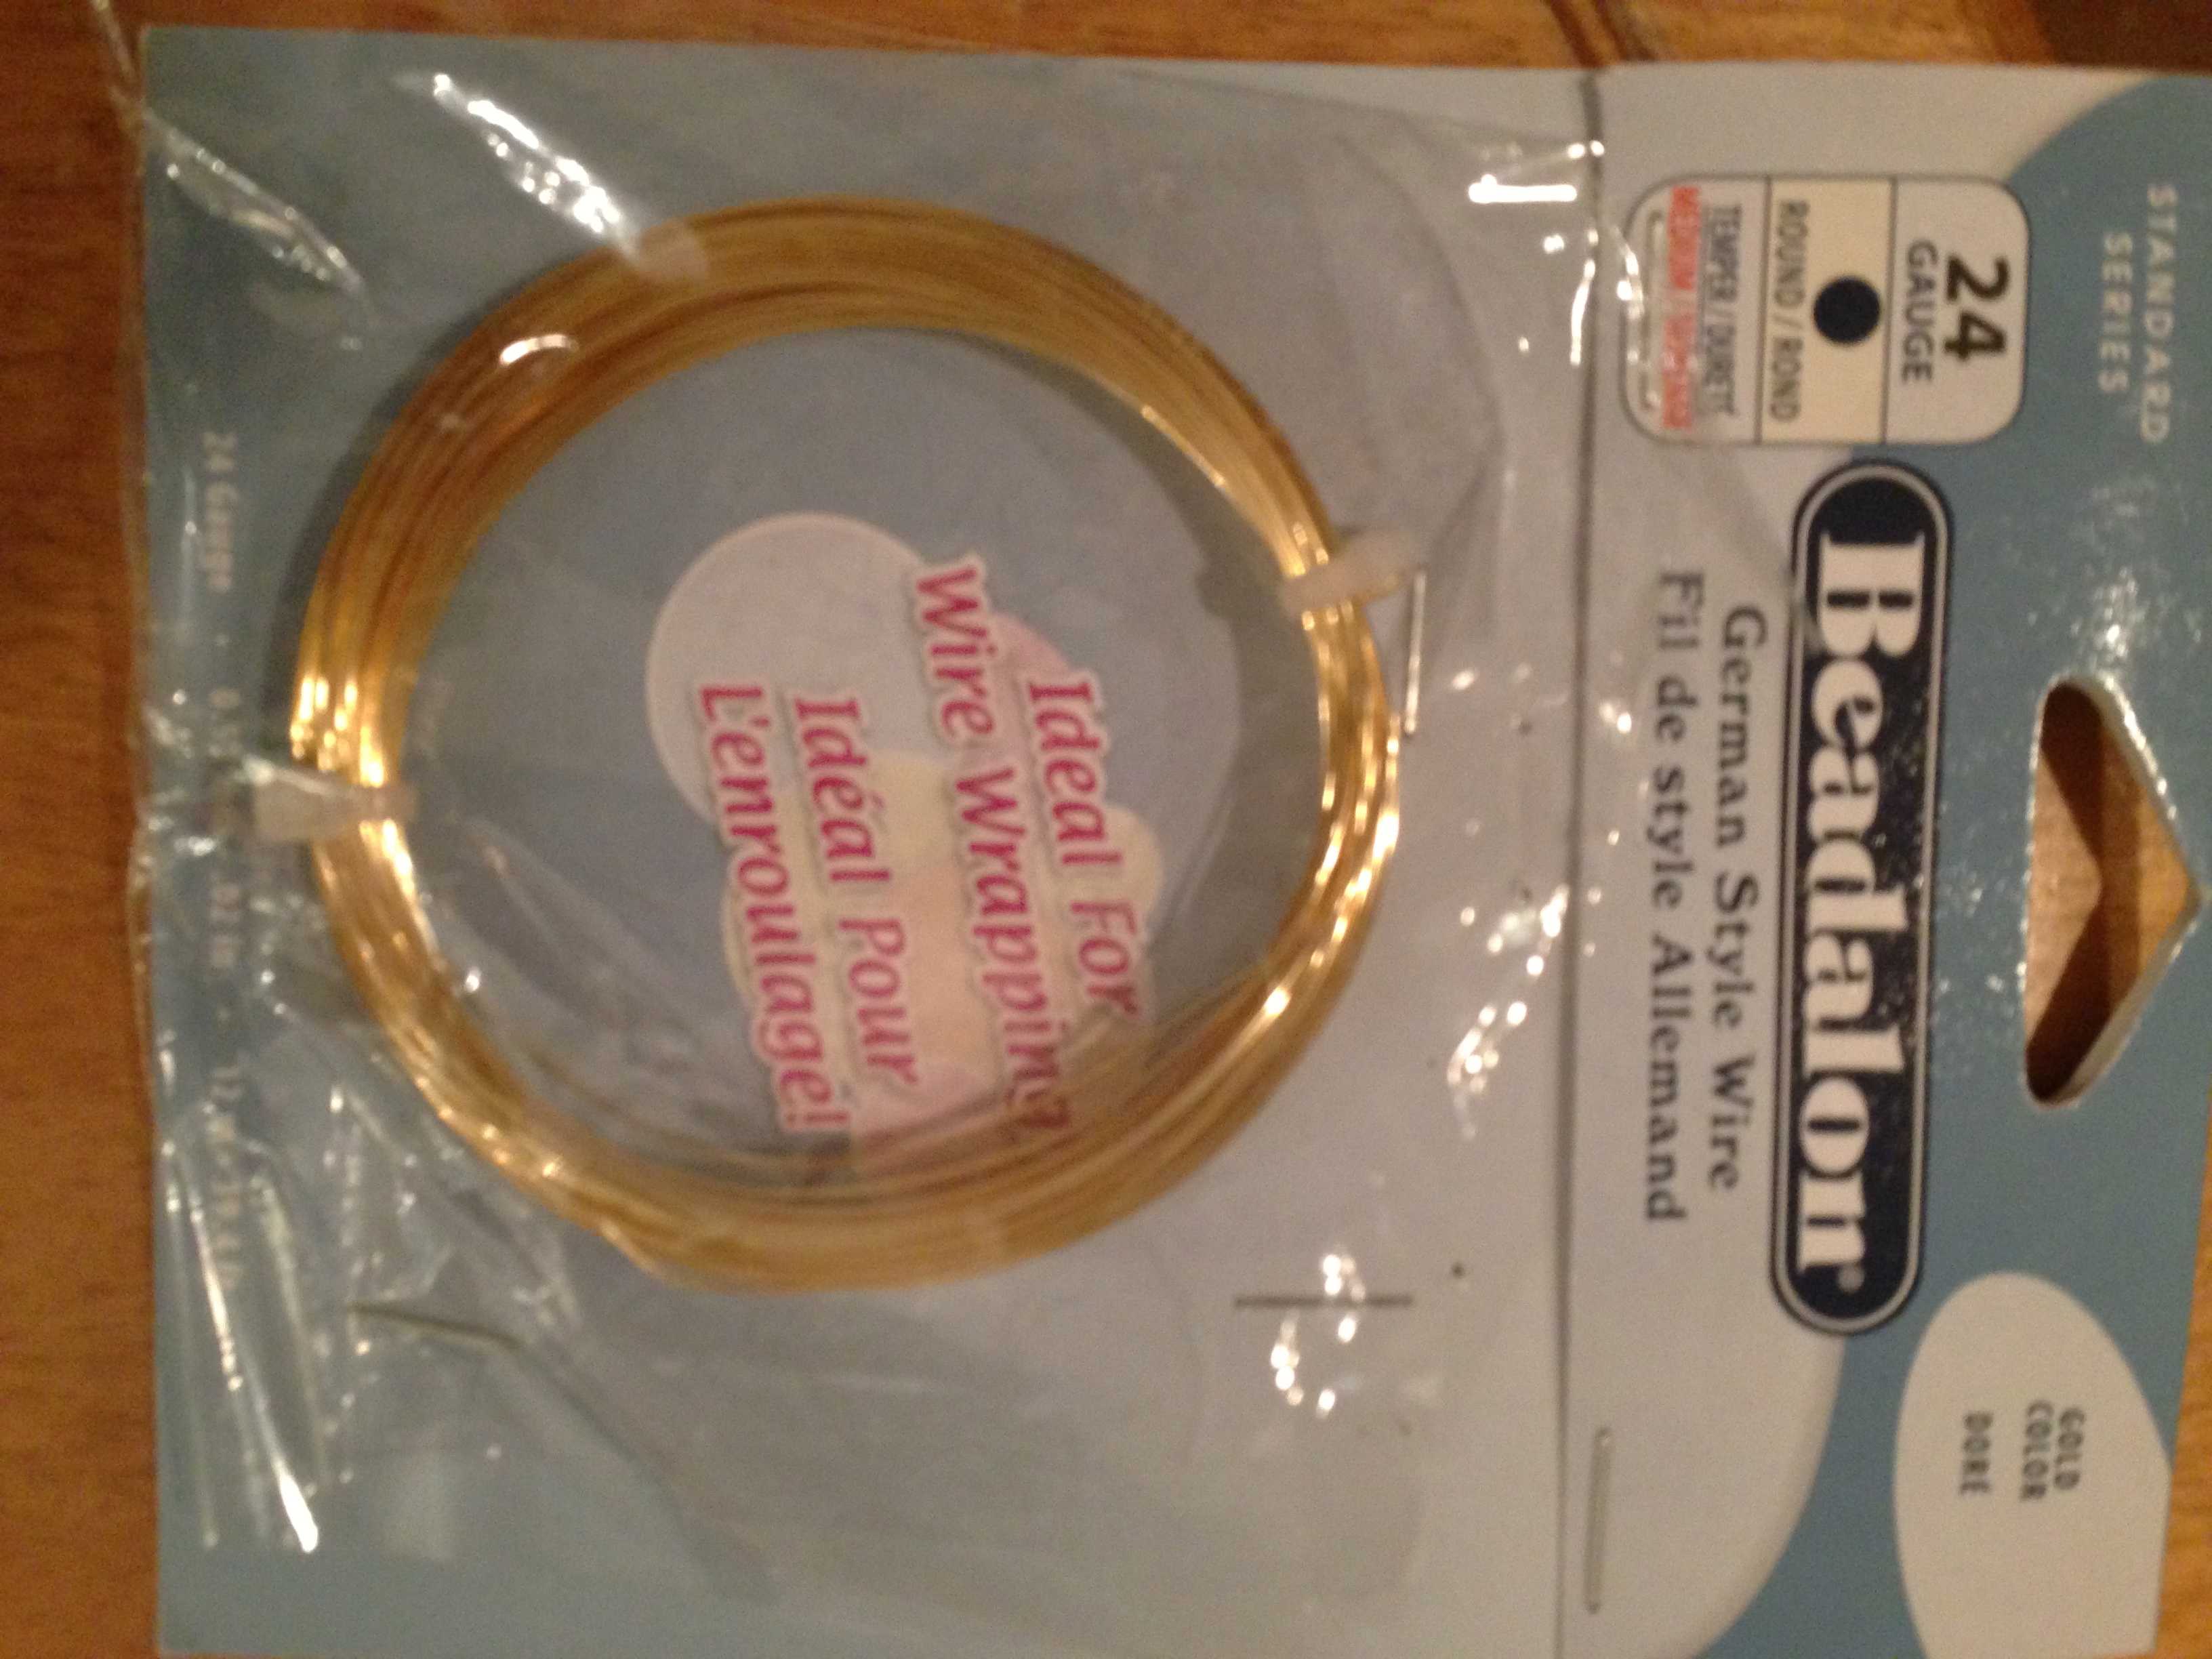 STANDARD
SERIES
24
GAUGE
ROUND / ROND
TEMPER / DURETÉ
Beadalon®
German Style Wire
Fil de style Allemand
GOLD
COLOR
DORE
Ideal For
Wire Wrapping
Idéal Pour
L'enroulage!
24 Gauge